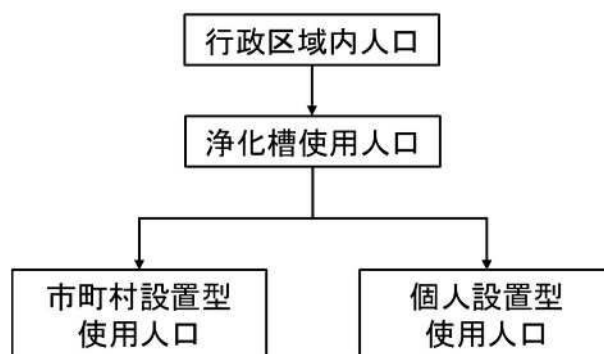 行政区域内人口
浄化槽使用人口
市町村設置型
使用人口
個人設置型
使用人口